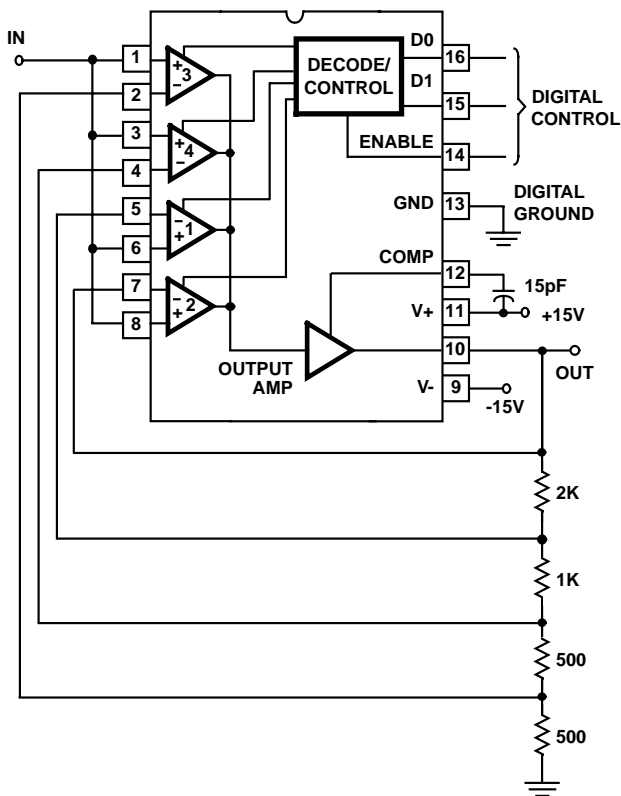 IN
1
2
3
4
5
6
7
8
+
3
−
+
4
−
−
1
+
−
2
+
DECODE/
CONTROL
D0
16
D1
15
ENABLE
14
DIGITAL
CONTROL
GND
13
DIGITAL
GROUND
COMP
12
15pF
V+
11
+15V
OUTPUT
AMP
10
OUT
V-
9
-15V
2K
1K
500
500